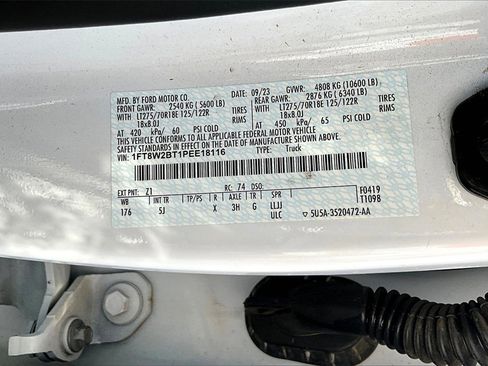 MFD. BY FORD MOTOR CO.
DATE: 09/23 GVWR: 4808 KG (10600 LB)
FRONT GAWR: 2540 KG ( 5600 LB) REAR GAWR: 2876 KG ( 6340 LB)
WITH LT275/70R18E 125/122R TIRES WITH LT275/70R18E 125/122R TIRES
18x8.0J RIMS 18x8.0J RIMS
AT 420 kPa/ 60 PSI COLD AT 450 kPa/ 65 PSI COLD
THIS VEHICLE CONFORMS TO ALL APPLICABLE FEDERAL MOTOR VEHICLE
SAFETY STANDARDS IN EFFECT ON THE DATE OF MANUFACTURE SHOWN ABOVE.
VIN: 1FT8W2BT1PEE18116 TYPE: Truck
EXT PNT: Z1 RC: 74 DSO: F0419
WB INT TR TP/PS R AXLE TR SPR T1098
176 5J X 3H G LLJJ
ULC 5U5A-3520472-AA